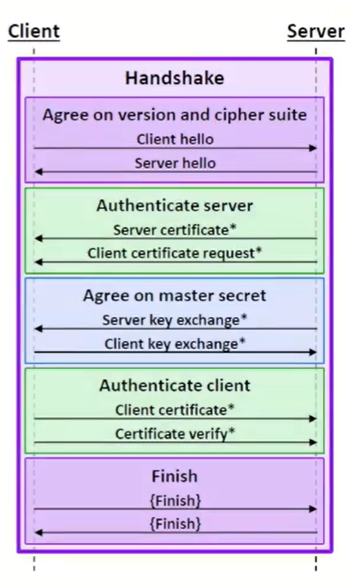 Client Server
Handshake
Agree on version and cipher suite
Client hello
Server hello
Authenticate server
Server certificate*
Client certificate request*
Agree on master secret
Server key exchange*
Client key exchange*
Authenticate client
Client certificate*
Certificate verify*
Finish
{Finish}
{Finish}